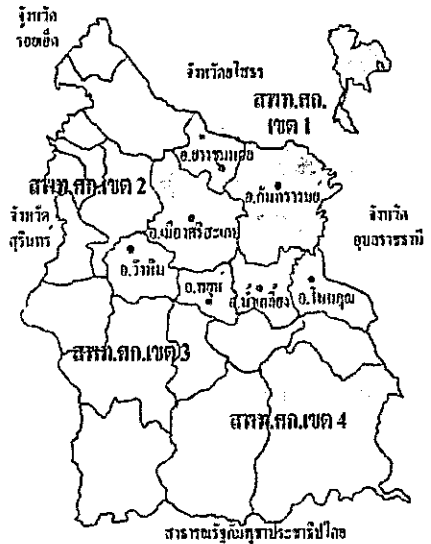 จังหวัด
ร้อยเอ็ด
จังหวัดยโสธร
สพท.ศก.
เขต 1
อ.ยางชุมน้อย
อ.กันทรารมย์
สพท.ศก.เขต 2
จังหวัด
สุรินทร์
อ.เมืองศรีสะเกษ
จังหวัด
อุบลราชธานี
อ.วังหิน
อ.พยุห์
อ.น้ำเกลี้ยง
อ.โนนคูณ
สพท.ศก.เขต 3
สพท.ศก.เขต 4
สาธารณรัฐกัมพูชาประชาธิปไตย